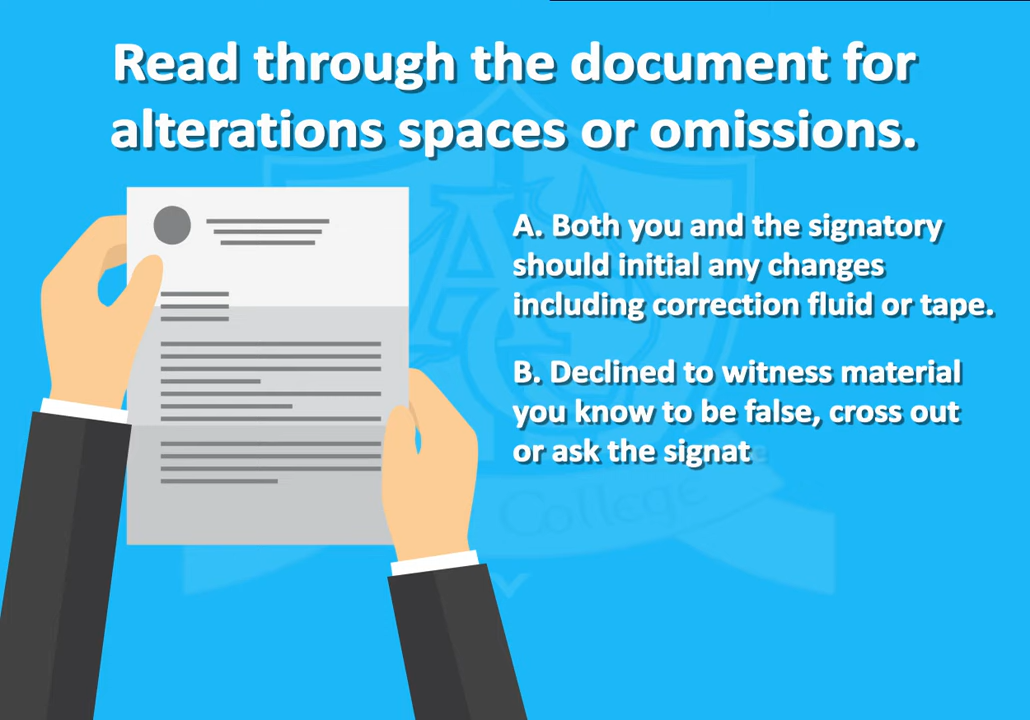 Read through the document for
alterations spaces or omissions.
A. Both you and the signatory
should initial any changes
including correction fluid or tape.
B. Declined to witness material
you know to be false, cross out
or ask the signat
College